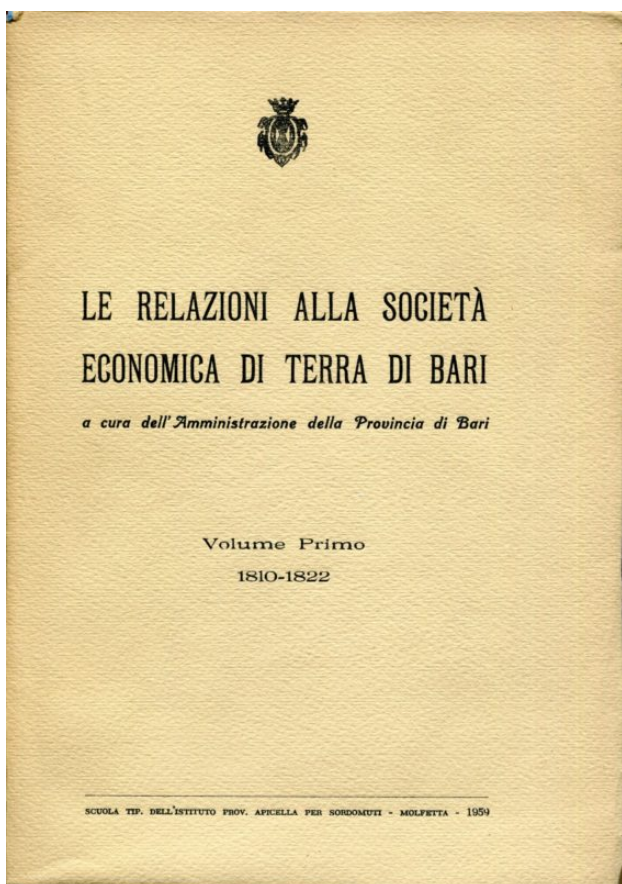 LE RELAZIONI ALLA SOCIETÀ
ECONOMICA DI TERRA DI BARI
a cura dell'Amministrazione della Provincia di Bari
Volume Primo
1810-1822
SCUOLA TIP. DELL'ISTITUTO PROV. APICELLA PER SORDOMUTI - MOLFETTA - 1959